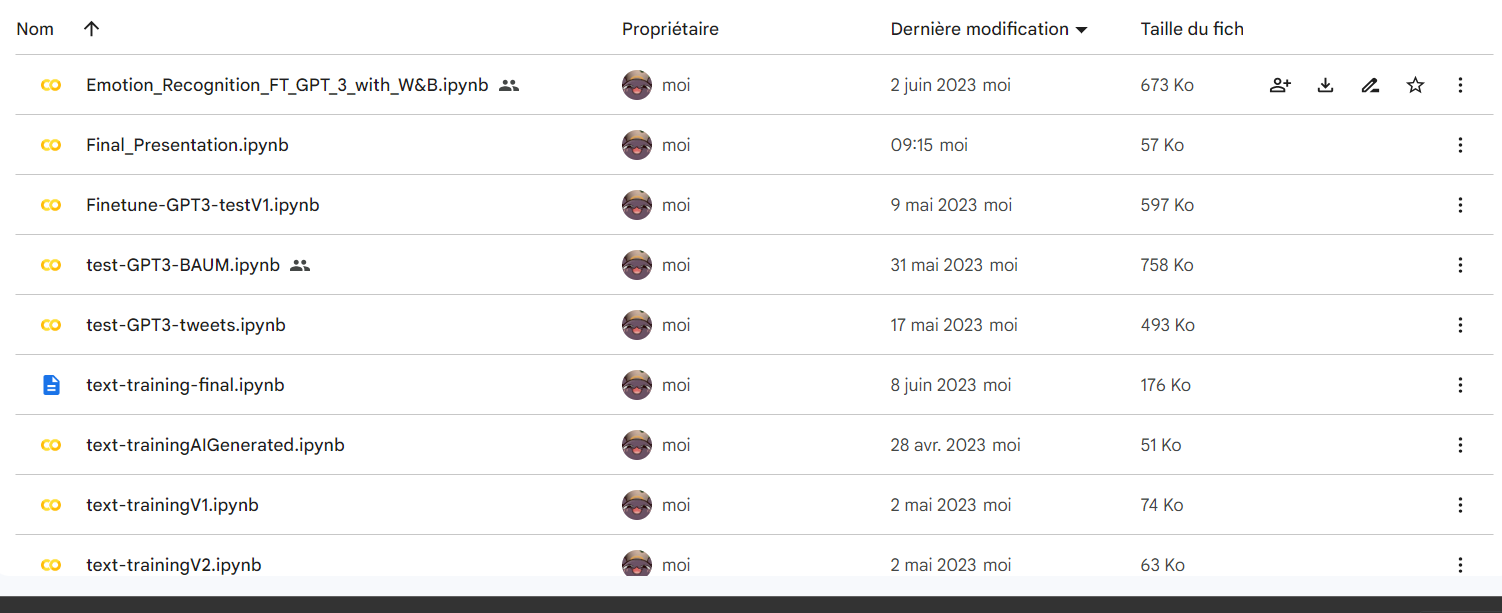 Nom Propriétaire Dernière modification Taille du fich
Emotion_Recognition_FT_GPT_3_with_W&B.ipynb moi 2 juin 2023 moi 673 Ko
Final_Presentation.ipynb moi 09:15 moi 57 Ko
Finetune-GPT3-testV1.ipynb moi 9 mai 2023 moi 597 Ko
test-GPT3-BAUM.ipynb moi 31 mai 2023 moi 758 Ko
test-GPT3-tweets.ipynb moi 17 mai 2023 moi 493 Ko
text-training-final.ipynb moi 8 juin 2023 moi 176 Ko
text-trainingAIGenerated.ipynb moi 28 avr. 2023 moi 51 Ko
text-trainingV1.ipynb moi 2 mai 2023 moi 74 Ko
text-trainingV2.ipynb moi 2 mai 2023 moi 63 Ko